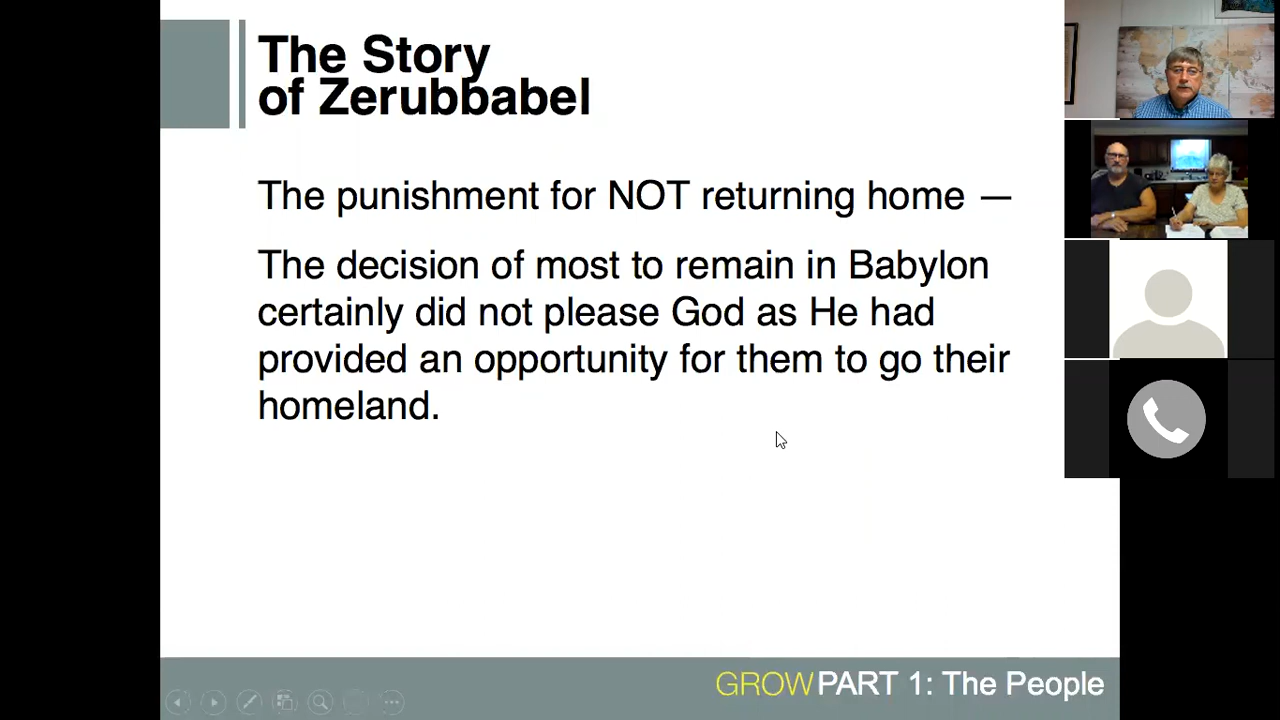 The Story
of Zerubbabel
The punishment for NOT returning home —
The decision of most to remain in Babylon
certainly did not please God as He had
provided an opportunity for them to go their
homeland.
GROWPART 1: The People